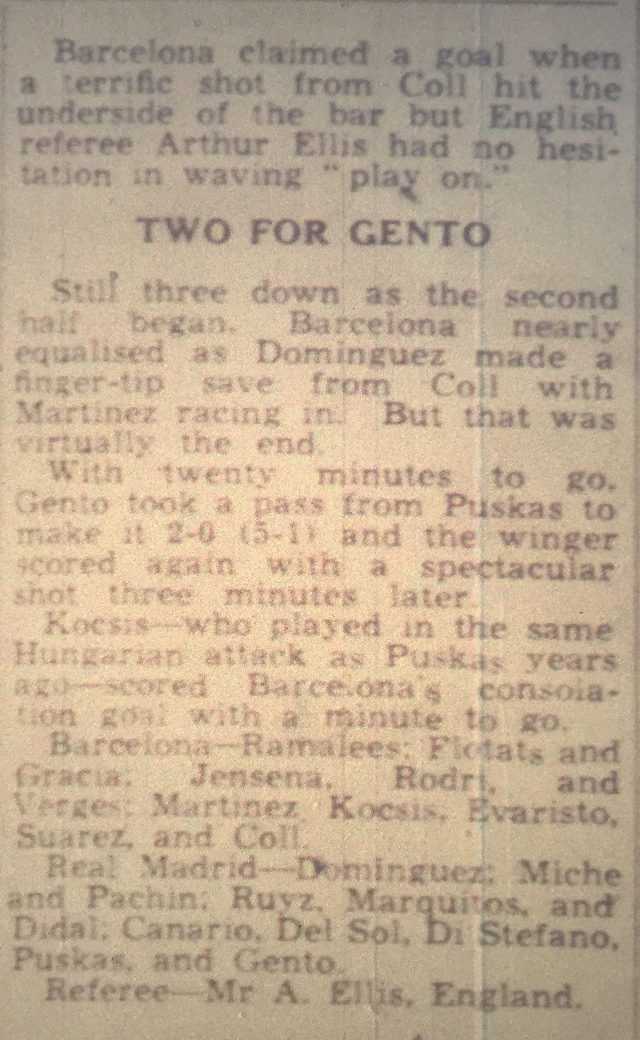 Barcelona claimed a goal when
a terrific shot from Coll hit the
underside of the bar but English
referee Arthur Ellis had no hesi-
tation in waving "play on."
TWO FOR GENTO
Still three down as the second
half began. Barcelona nearly
equalised as Dominguez made a
finger-tip save from Coll with
Martinez racing in. But that was
virtually the end.
With twenty minutes to go.
Gento took a pass from Puskas to
make it 2-0 (5-1) and the winger
scored again with a spectacular
shot three minutes later.
Kocsis—who played in the same
Hungarian attack as Puskas years
ago—scored Barcelona's consola-
tion goal with a minute to go.
Barcelona—Ramalees; Flotats and
Gracia; Jensena, Rodri, and
Verges; Martinez, Kocsis, Evaristo,
Suarez, and Coll.
Real Madrid—Dominguez; Miche
and Pachin; Ruyz, Marquitos, and
Didal; Canario, Del Sol, Di Stefano,
Puskas, and Gento.
Referee—Mr A. Ellis, England.